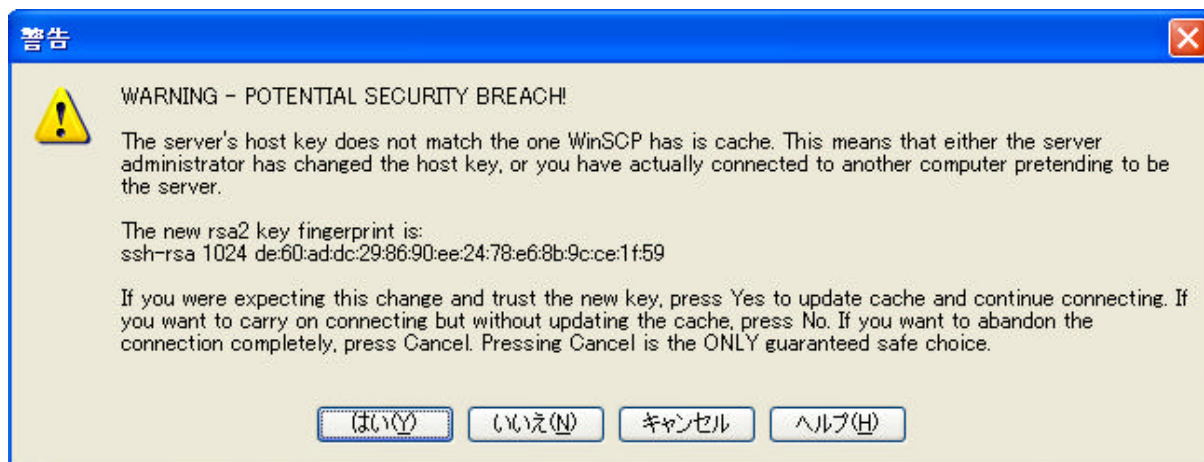 警告
WARNING - POTENTIAL SECURITY BREACH!
The server's host key does not match the one WinSCP has is cache. This means that either the server
administrator has changed the host key, or you have actually connected to another computer pretending to be
the server.
The new rsa2 key fingerprint is:
ssh-rsa 1024 de:60:ad:dc:29:86:90:ee:24:78:e6:8b:9c:ce:1f:59
If you were expecting this change and trust the new key, press Yes to update cache and continue connecting. If
you want to carry on connecting but without updating the cache, press No. If you want to abandon the
connection completely, press Cancel. Pressing Cancel is the ONLY guaranteed safe choice.
はい(Y) いいえ(N) キャンセル ヘルプ(H)